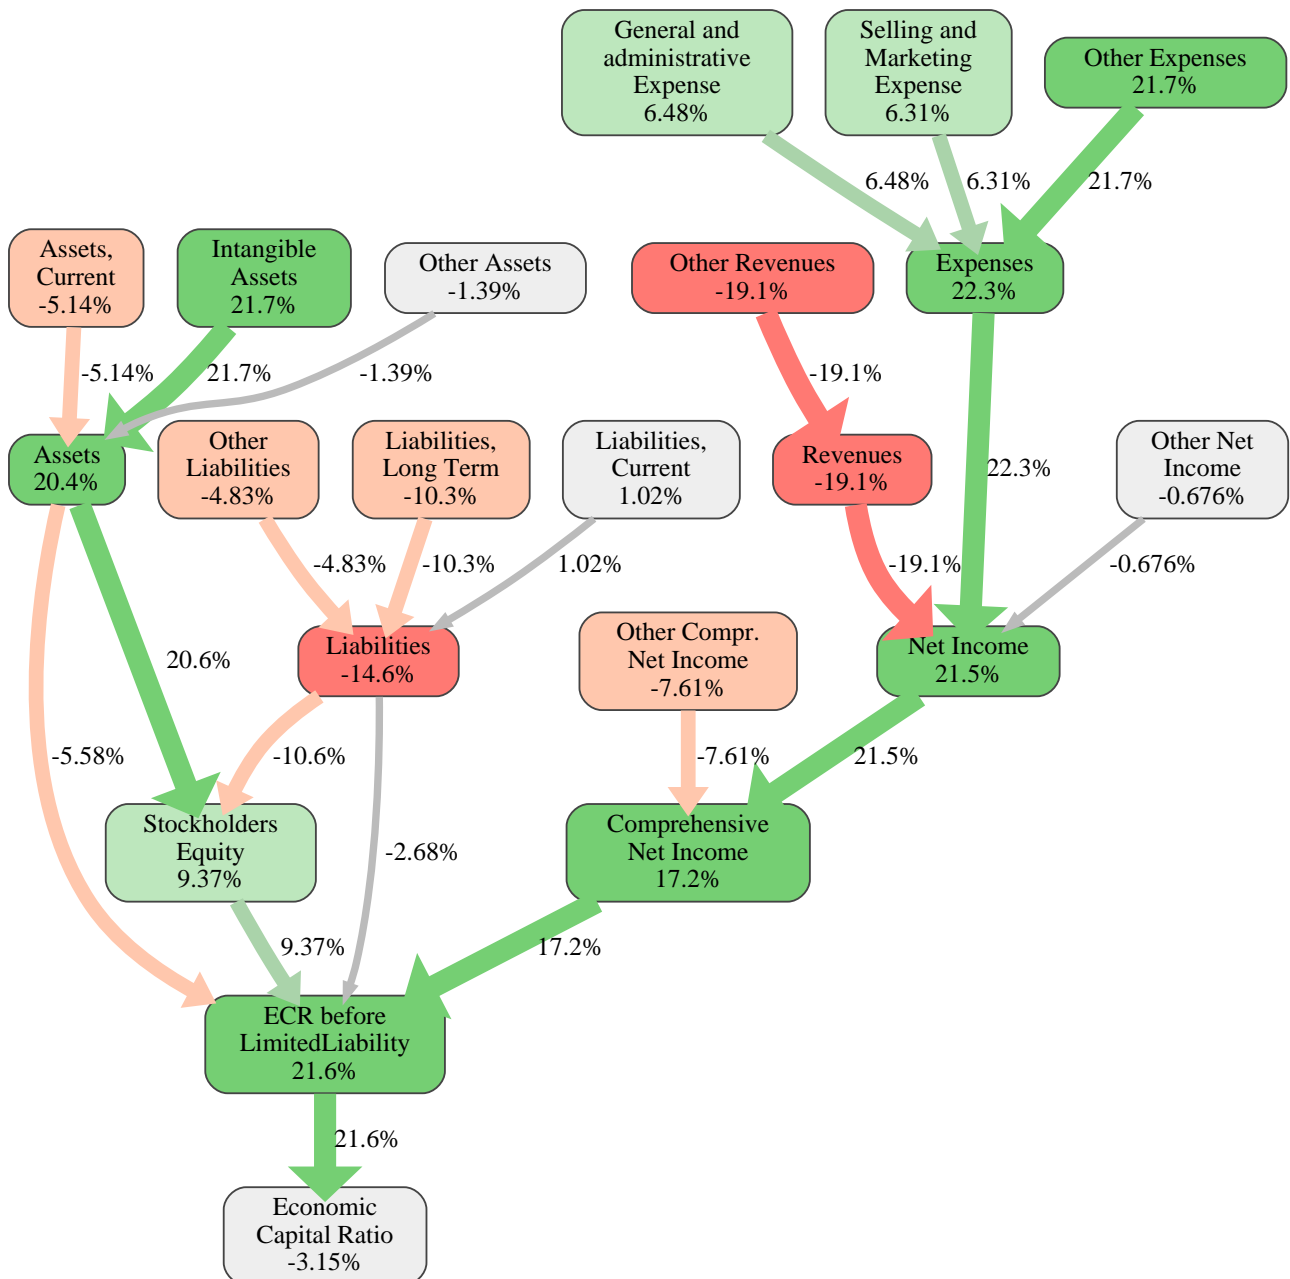 General and
administrative
Expense
6.48%
Selling and
Marketing
Expense
6.31%
Other Expenses
21.7%
6.48%
6.31%
21.7%
Assets,
Current
-5.14%
Intangible
Assets
21.7%
Other Assets
-1.39%
Other Revenues
-19.1%
Expenses
22.3%
-5.14%
21.7%
-1.39%
-19.1%
22.3%
Assets
20.4%
Other
Liabilities
-4.83%
Liabilities,
Long Term
-10.3%
Liabilities,
Current
1.02%
Revenues
-19.1%
Other Net
Income
-0.676%
-4.83%
-10.3%
1.02%
-19.1%
-0.676%
20.6%
Liabilities
-14.6%
Other Compr.
Net Income
-7.61%
Net Income
21.5%
-5.58%
-10.6%
-7.61%
21.5%
Stockholders
Equity
9.37%
-2.68%
Comprehensive
Net Income
17.2%
9.37%
17.2%
ECR before
LimitedLiability
21.6%
21.6%
Economic
Capital Ratio
-3.15%